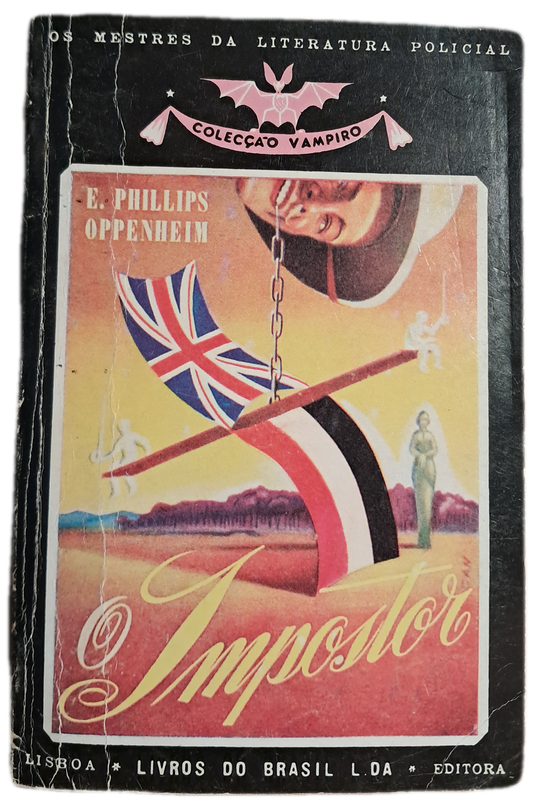 OS MESTRES DA LITERATURA POLICIAL
COLECÇÃO VAMPIRO
E. PHILLIPS
OPPENHEIM
O Impostor
LISBOA * LIVROS DO BRASIL L.DA * EDITORA